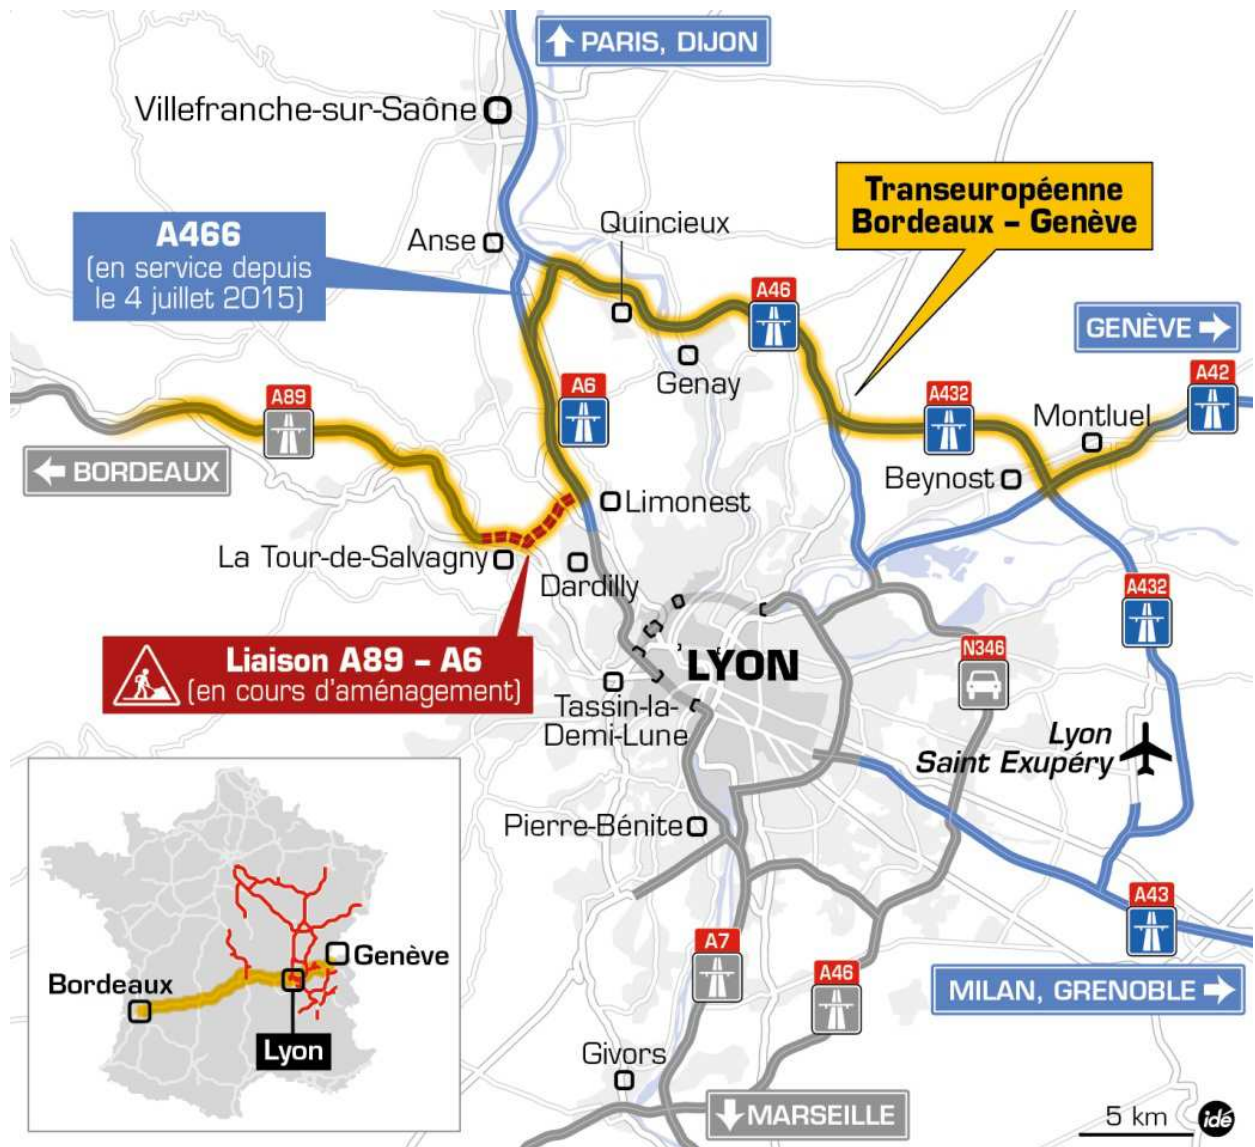 PARIS, DIJON
Villefranche-sur-Saône
Transeuropéenne
Bordeaux – Genève
A466
(en service depuis
le 4 juillet 2015)
Anse
Quincieux
A46
GENÈVE
Genay
A6
A89
A432
A42
Montluel
BORDEAUX
Beynost
Limonest
La Tour-de-Salvagny
Dardilly
A432
Liaison A89 – A6
(en cours d'aménagement)
LYON
N346
Tassin-la-
Demi-Lune
Lyon
Saint Exupéry
Pierre-Bénite
A43
A7
A46
MILAN, GRENOBLE
Genève
Bordeaux
Lyon
Givors
MARSEILLE
5 km
idé